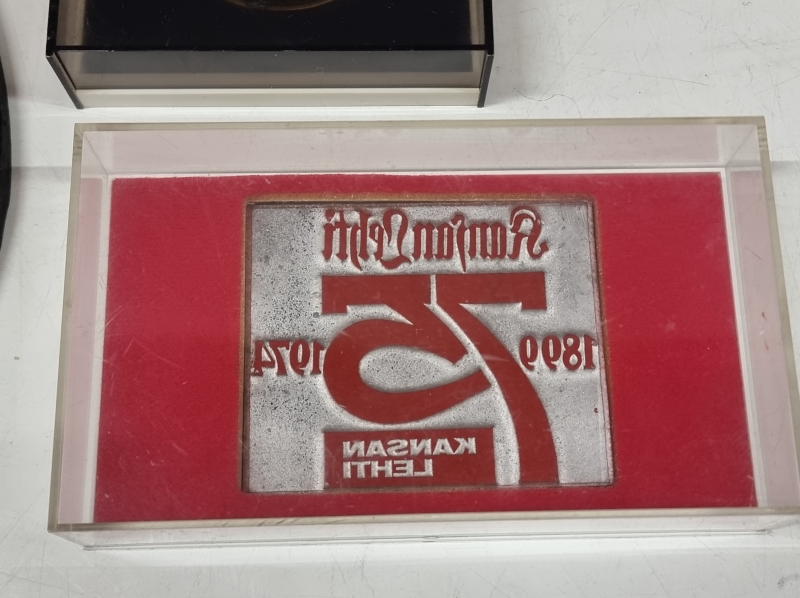 Kansan Lehti
75
1899 1974
KANSAN
LEHTI